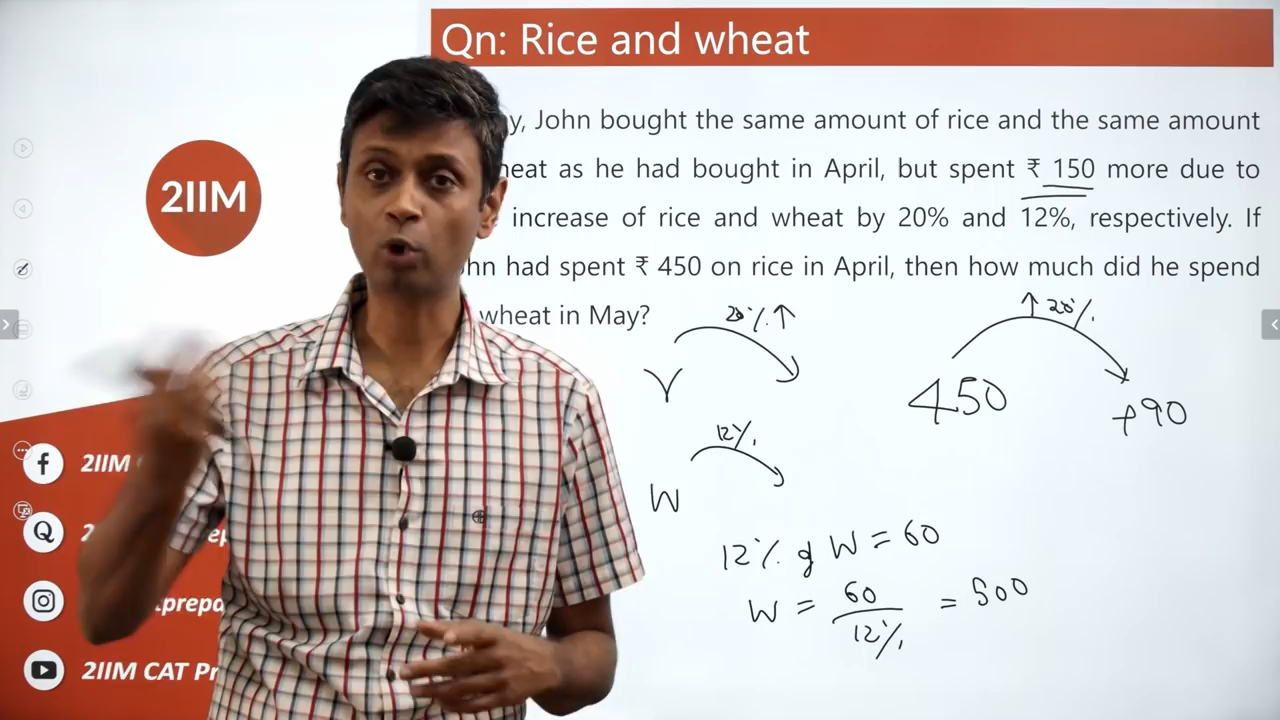 Qn: Rice and wheat
y, John bought the same amount of rice and the same amount
heat as he had bought in April, but spent ₹ 150 more due to
increase of rice and wheat by 20% and 12%, respectively. If
hn had spent ₹ 450 on rice in April, then how much did he spend
wheat in May?
2IIM
20% ↑
↑ 20%
r
450
+90
12%
W
12% of W = 60
W = 60 / 12% = 500
2IIM
2IIM CAT Pr